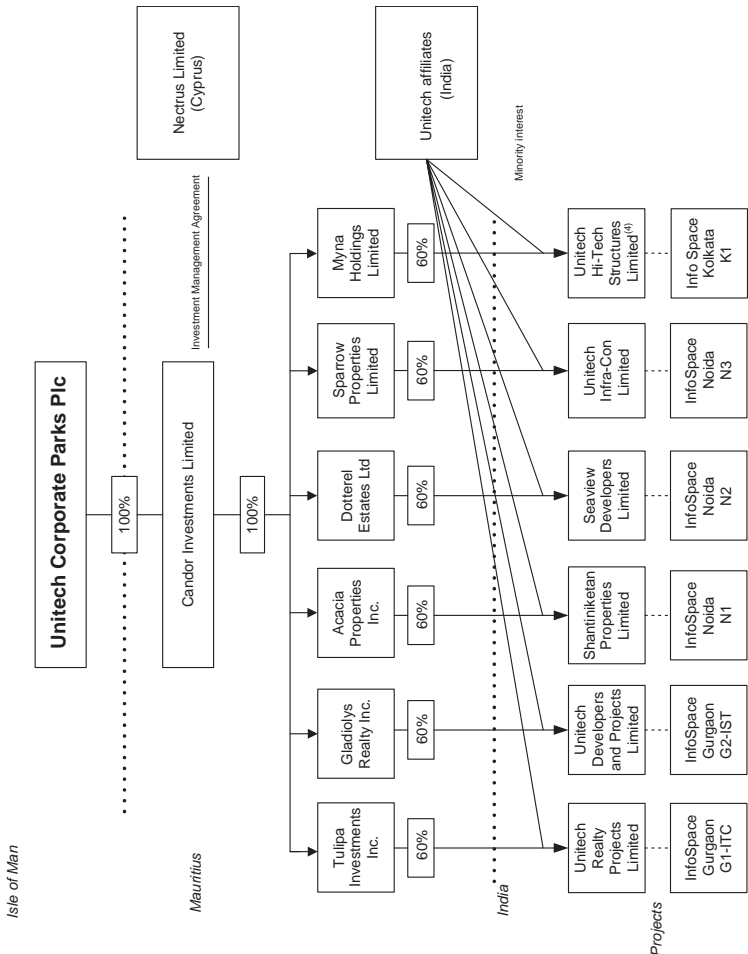 Isle of Man
Unitech Corporate Parks Plc
100%
Mauritius
Candor Investments Limited
Investment Management Agreement
Nectrus Limited
(Cyprus)
100%
Tulipa
Investments
Inc.
Gladiolys
Realty Inc.
Acacia
Properties
Inc.
Dotterel
Estates Ltd
Sparrow
Properties
Limited
Myna
Holdings
Limited
Unitech affiliates
(India)
60%
60%
60%
60%
60%
60%
India
Minority interest
Unitech
Realty
Projects
Limited
Unitech
Developers
and Projects
Limited
Shantiniketan
Properties
Limited
Seaview
Developers
Limited
Unitech
Infra-Con
Limited
Unitech
Hi-Tech
Structures
Limited(4)
Projects
InfoSpace
Gurgaon
G1-ITC
InfoSpace
Gurgaon
G2-IST
InfoSpace
Noida
N1
InfoSpace
Noida
N2
InfoSpace
Noida
N3
Info Space
Kolkata
K1